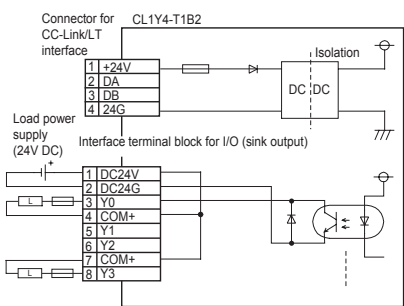 Connector for
CC-Link/LT
interface
CL1Y4-T1B2
Isolation
1 +24V
2 DA
3 DB
4 24G
DC DC
Load power
supply
(24V DC)
Interface terminal block for I/O (sink output)
+
1 DC24V
2 DC24G
3 Y0
4 COM+
5 Y1
6 Y2
7 COM+
8 Y3
L
L